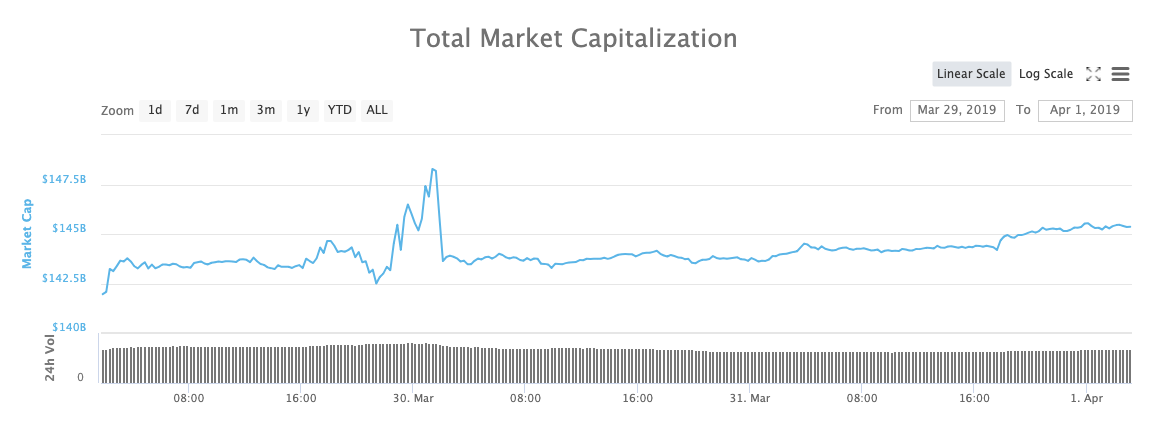 Total Market Capitalization
Linear Scale Log Scale
Zoom 1d 7d 1m 3m 1y YTD ALL From Mar 29, 2019 To Apr 1, 2019
$147.5B
$145B
$142.5B
$140B
Market Cap
24h Vol
0
08:00 16:00 30. Mar 08:00 16:00 31. Mar 08:00 16:00 1. Apr